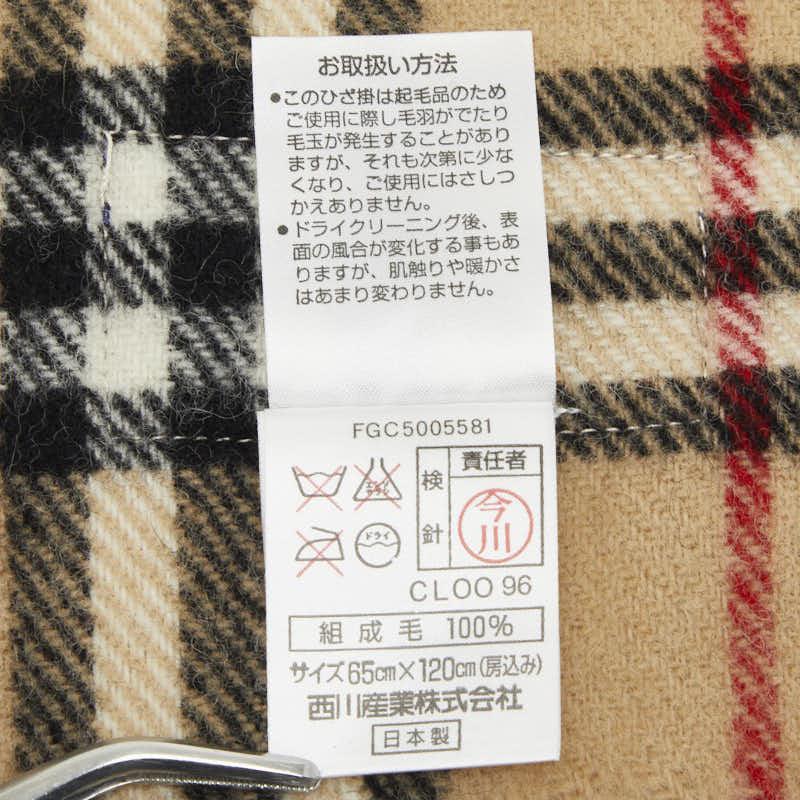 お取扱い方法
●このひざ掛は起毛品のため
ご使用に際し毛羽がでたり
毛玉が発生することがあり
ますが、それも次第に少な
くなり、ご使用にはさしつ
かえありません。
●ドライクリーニング後、表
面の風合が変化する事もあ
りますが、肌触りや暖かさ
はあまり変わりません。
FGC5005581
エンソ
サラシ
ドライ
検針
責任者
今川
CL00 96
組成毛 100%
サイズ 65cm×120cm(房込み)
西川産業株式会社
日本製